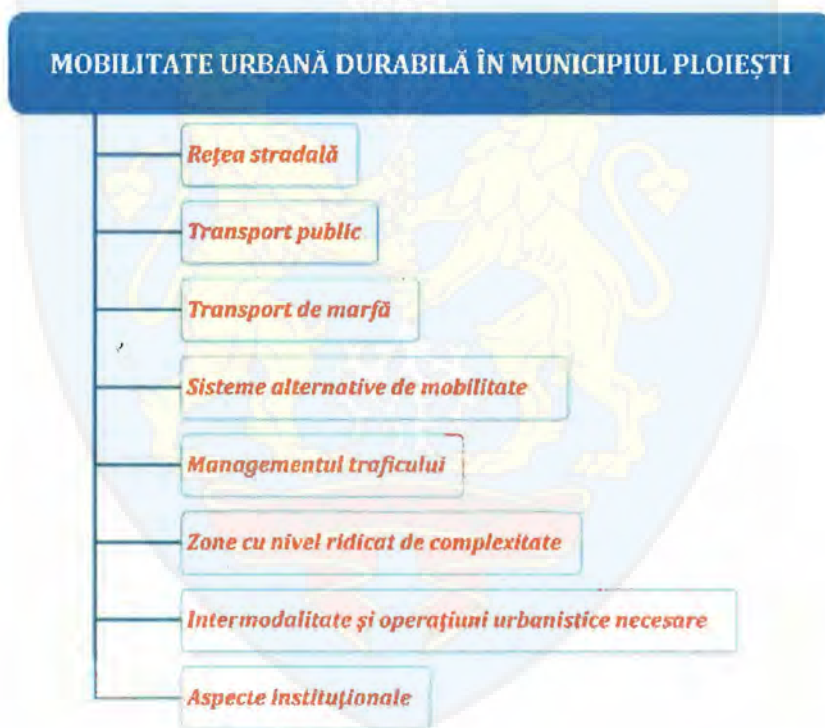 MOBILITATE URBANĂ DURABILĂ ÎN MUNICIPIUL PLOIEȘTI
Rețea stradală
Transport public
Transport de marfă
Sisteme alternative de mobilitate
Managementul traficului
Zone cu nivel ridicat de complexitate
Intermodalitate și operațiuni urbanistice necesare
Aspecte instituționale